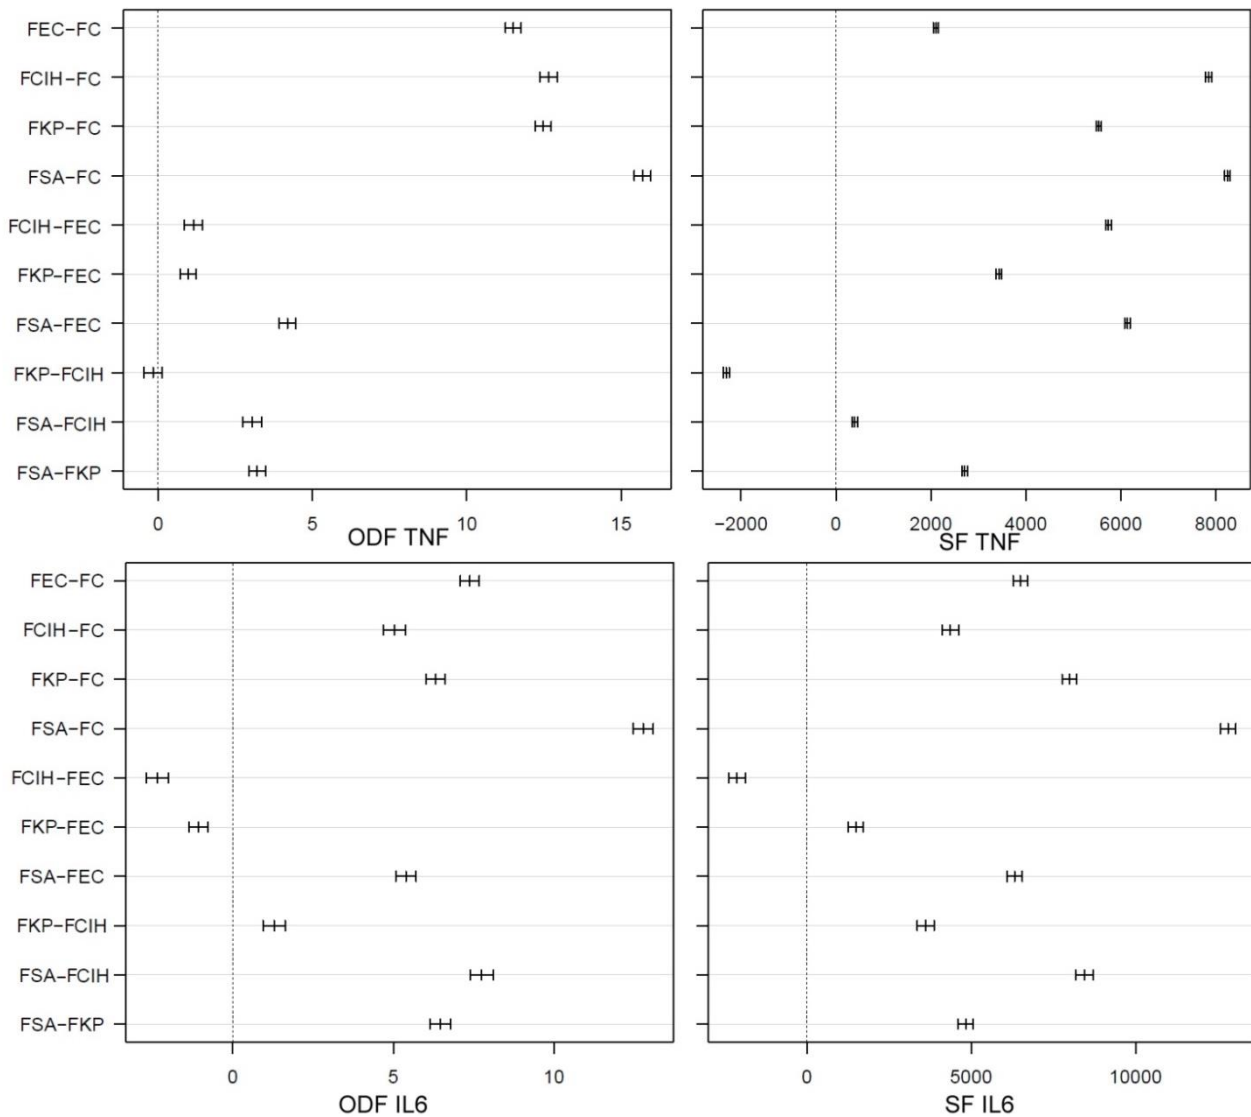 FEC−FC
FCIH−FC
FKP−FC
FSA−FC
FCIH−FEC
FKP−FEC
FSA−FEC
FKP−FCIH
FSA−FCIH
FSA−FKP
0 5 10 15
ODF TNF
−2000 0 2000 4000 6000 8000
SF TNF
FEC−FC
FCIH−FC
FKP−FC
FSA−FC
FCIH−FEC
FKP−FEC
FSA−FEC
FKP−FCIH
FSA−FCIH
FSA−FKP
0 5 10
ODF IL6
0 5000 10000
SF IL6